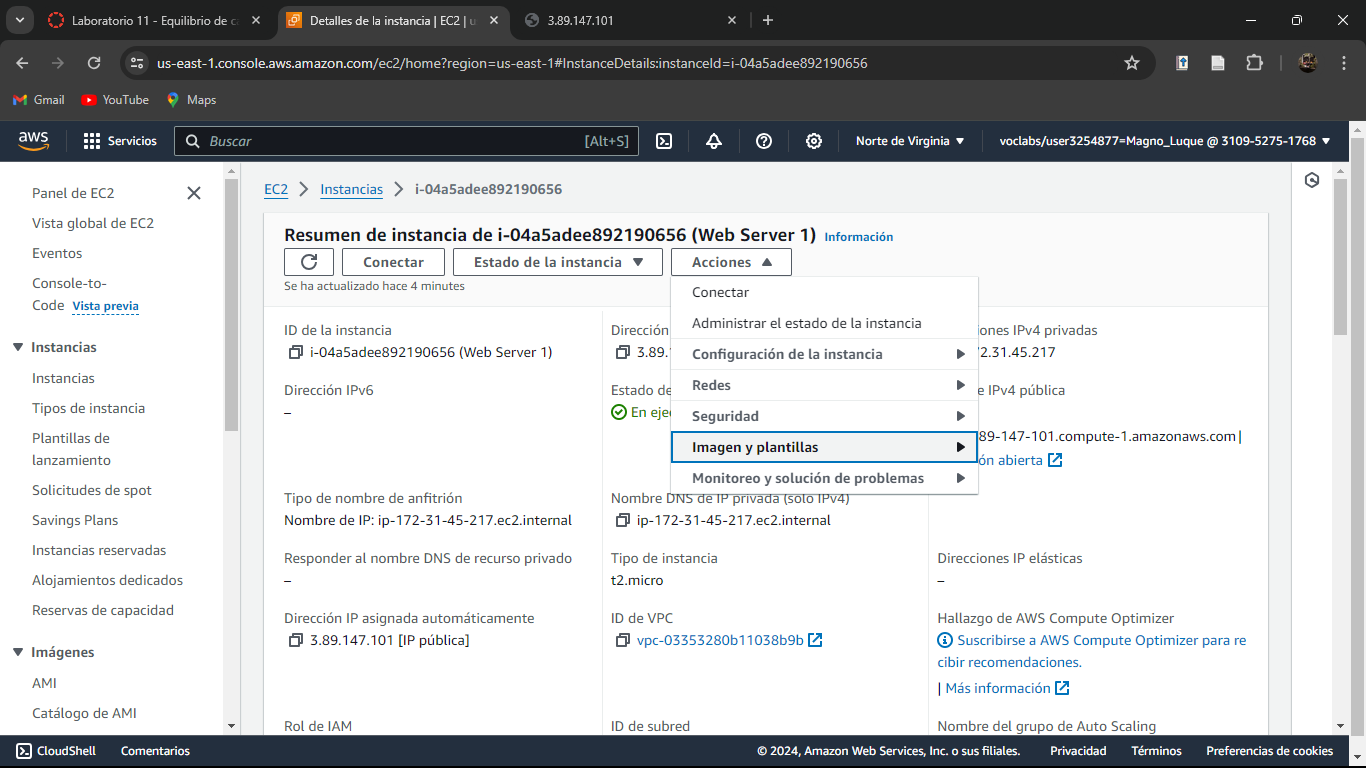 Laboratorio 11 - Equilibrio de c
Detalles de la instancia | EC2 | u
3.89.147.101
us-east-1.console.aws.amazon.com/ec2/home?region=us-east-1#InstanceDetails:instanceId=i-04a5adee892190656
Gmail
YouTube
Maps
aws
Servicios
Buscar
[Alt+S]
Norte de Virginia
voclabs/user3254877=Magno_Luque @ 3109-5275-1768
Panel de EC2
Vista global de EC2
Eventos
Console-to-
Code Vista previa
Instancias
Instancias
Tipos de instancia
Plantillas de
lanzamiento
Solicitudes de spot
Savings Plans
Instancias reservadas
Alojamientos dedicados
Reservas de capacidad
Imágenes
AMI
Catálogo de AMI
EC2
Instancias
i-04a5adee892190656
Resumen de instancia de i-04a5adee892190656 (Web Server 1) Información
Conectar
Estado de la instancia
Acciones
Se ha actualizado hace 4 minutes
Conectar
Administrar el estado de la instancia
Configuración de la instancia
Redes
Seguridad
Imagen y plantillas
Monitoreo y solución de problemas
ID de la instancia
i-04a5adee892190656 (Web Server 1)
Dirección
3.89.
iones IPv4 privadas
2.31.45.217
Dirección IPv6
–
Estado de
En eje
e IPv4 pública
89-147-101.compute-1.amazonaws.com |
ón abierta
Tipo de nombre de anfitrión
Nombre de IP: ip-172-31-45-217.ec2.internal
Nombre DNS de IP privada (solo IPv4)
ip-172-31-45-217.ec2.internal
Responder al nombre DNS de recurso privado
–
Tipo de instancia
t2.micro
Direcciones IP elásticas
–
Dirección IP asignada automáticamente
3.89.147.101 [IP pública]
ID de VPC
vpc-03353280b11038b9b
Hallazgo de AWS Compute Optimizer
Suscribirse a AWS Compute Optimizer para re
cibir recomendaciones.
| Más información
Rol de IAM
ID de subred
Nombre del grupo de Auto Scaling
CloudShell
Comentarios
© 2024, Amazon Web Services, Inc. o sus filiales.
Privacidad
Términos
Preferencias de cookies